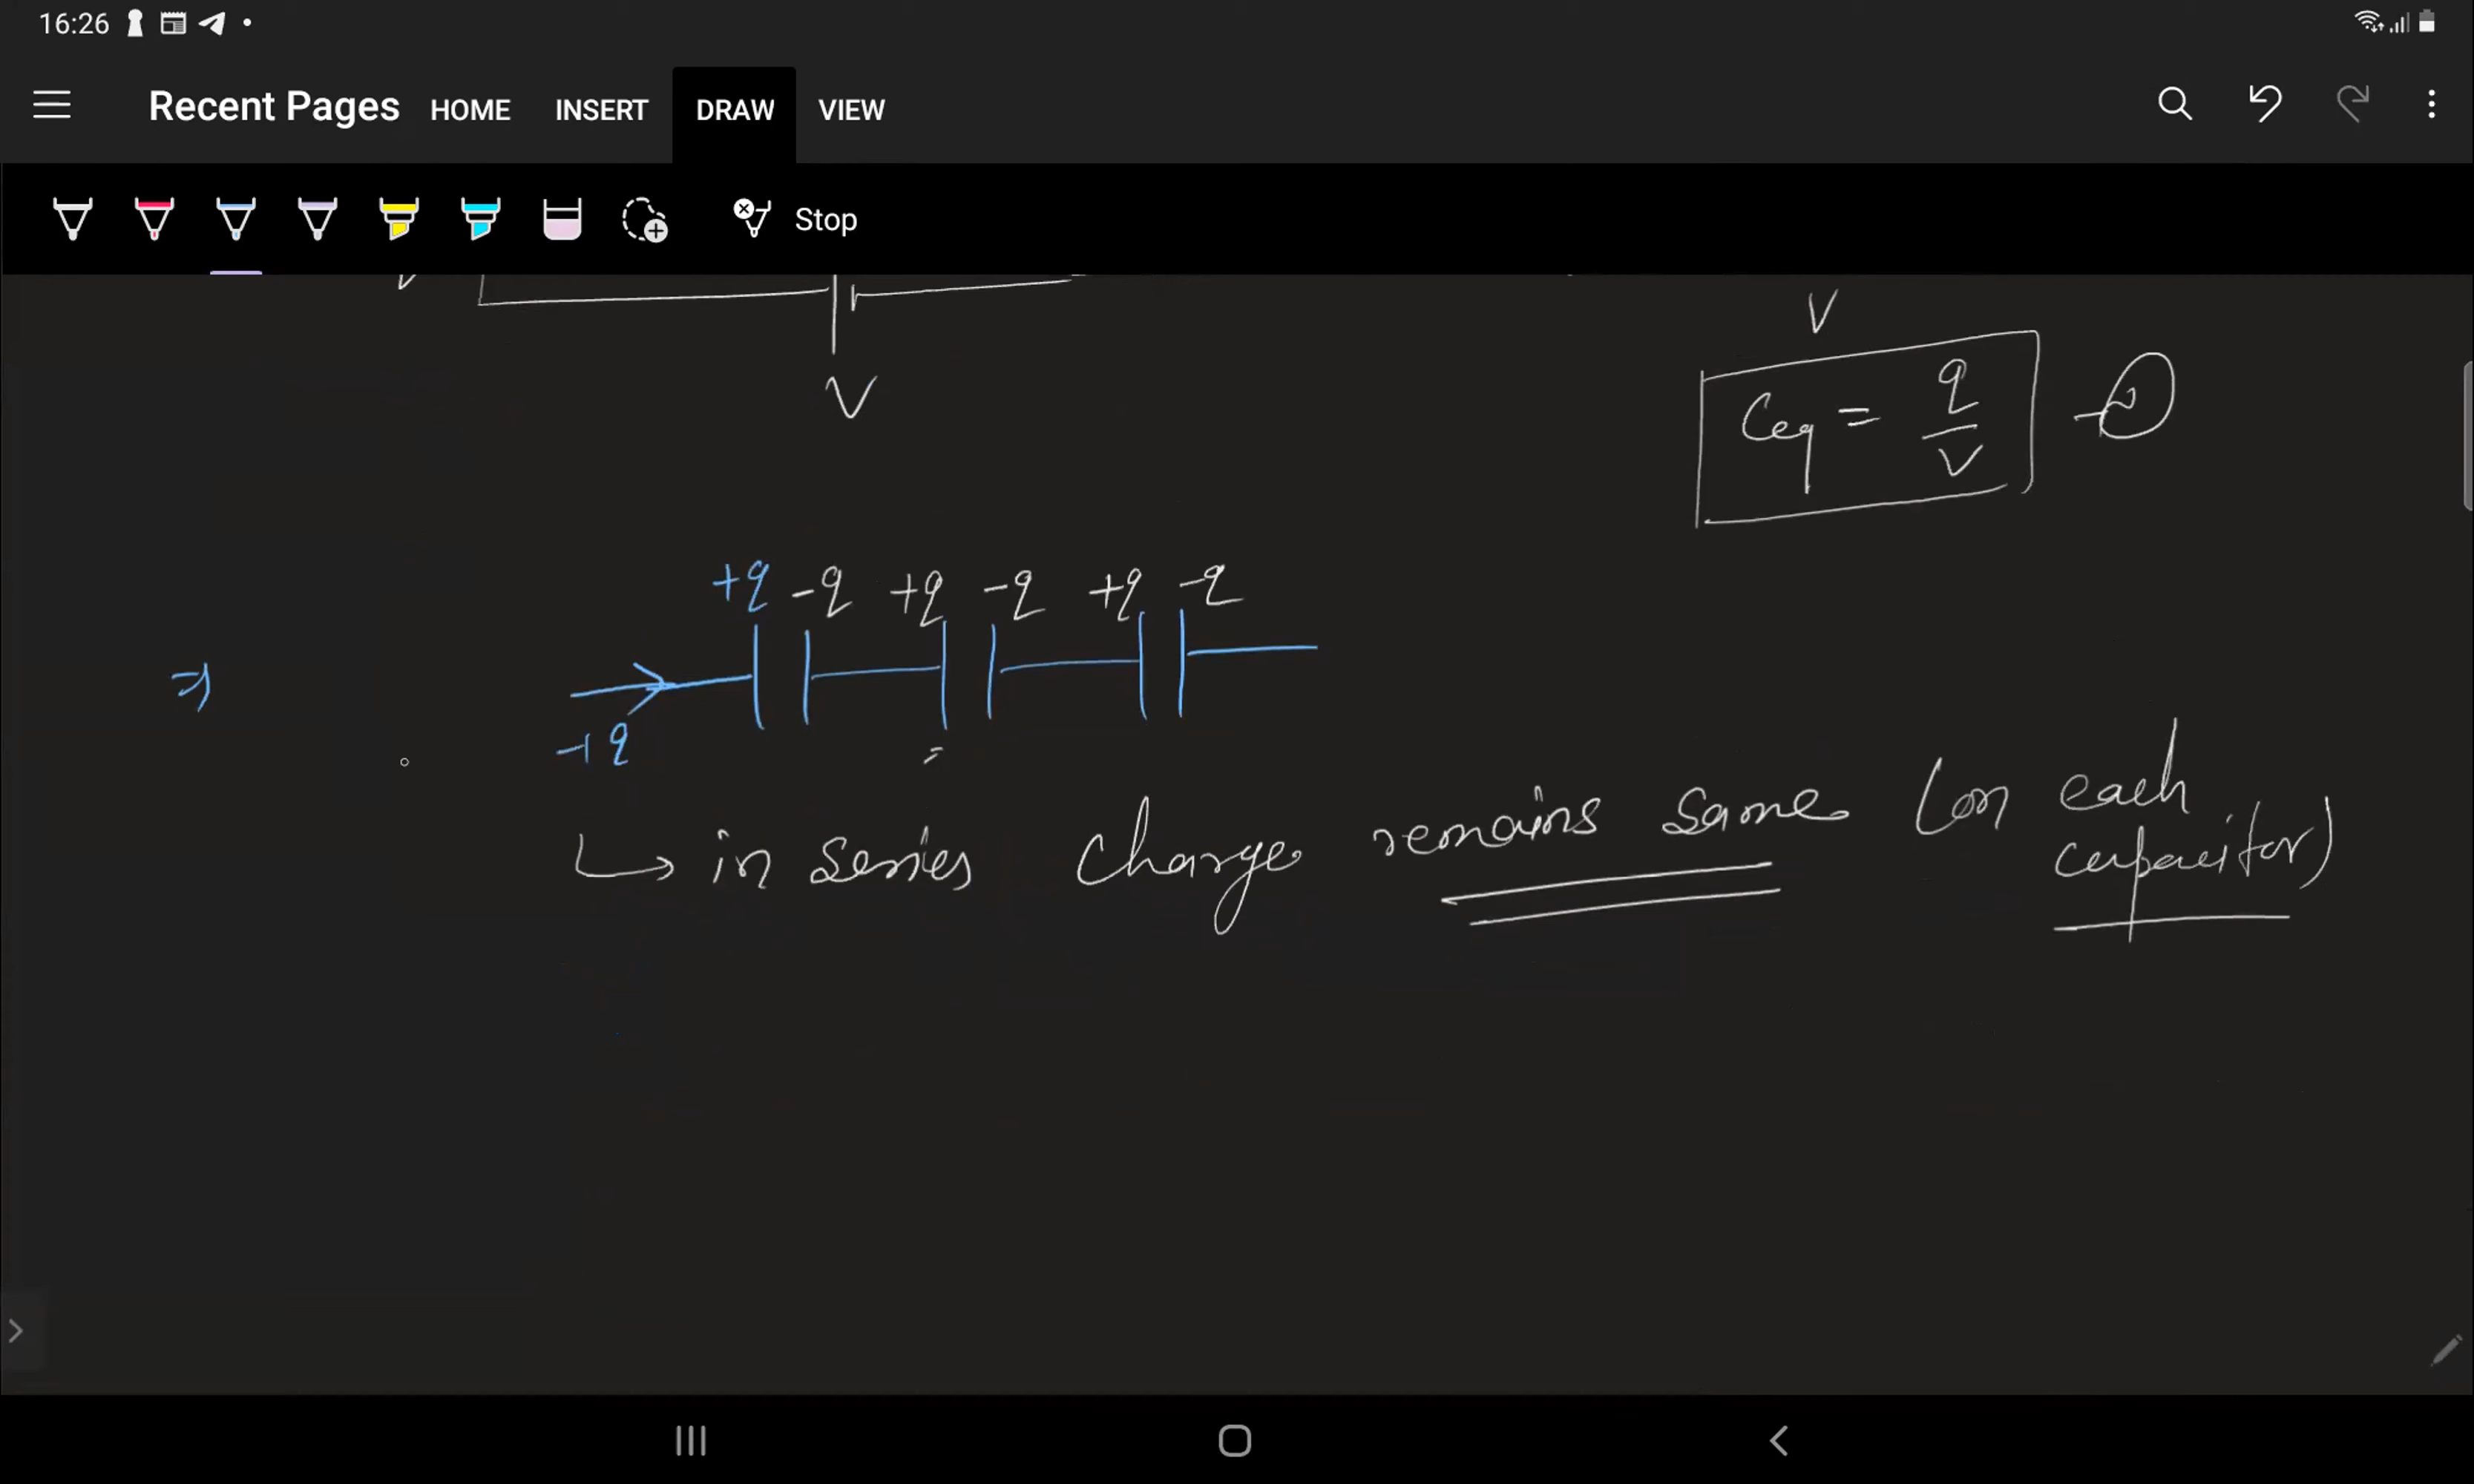 16:26
Recent Pages HOME INSERT DRAW VIEW
Stop
V
V
Ceq = q/V
+q -q +q -q +q -q
⇒
+q
=
↳ in series charge remains same (on each
capacitor)